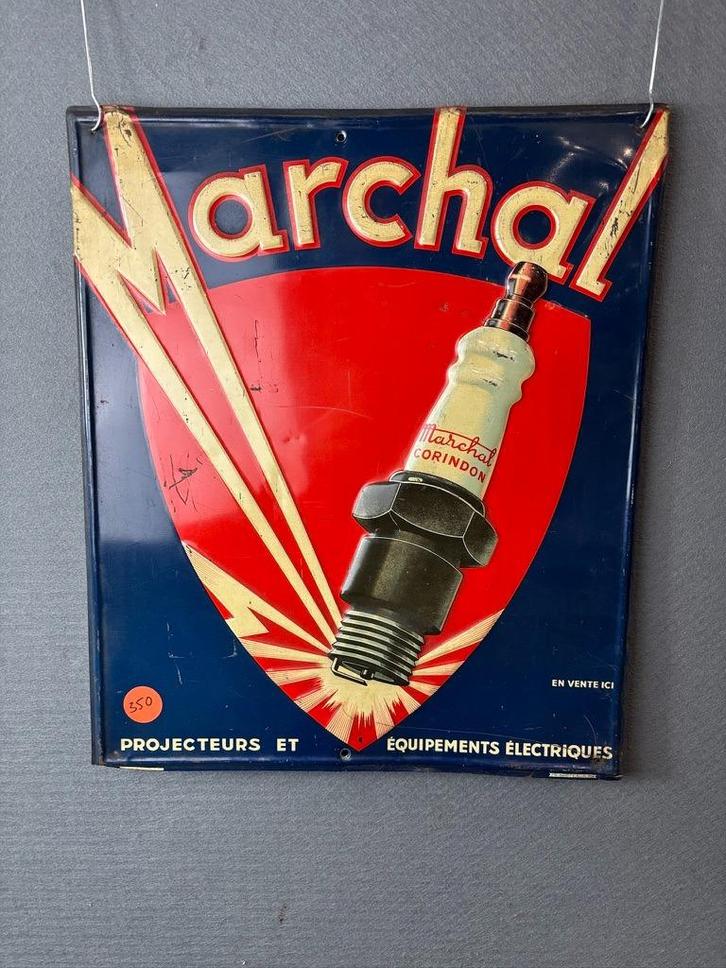 Marchal
Marchal
CORINDON
EN VENTE ICI
350
PROJECTEURS ET ÉQUIPEMENTS ÉLECTRIQUES